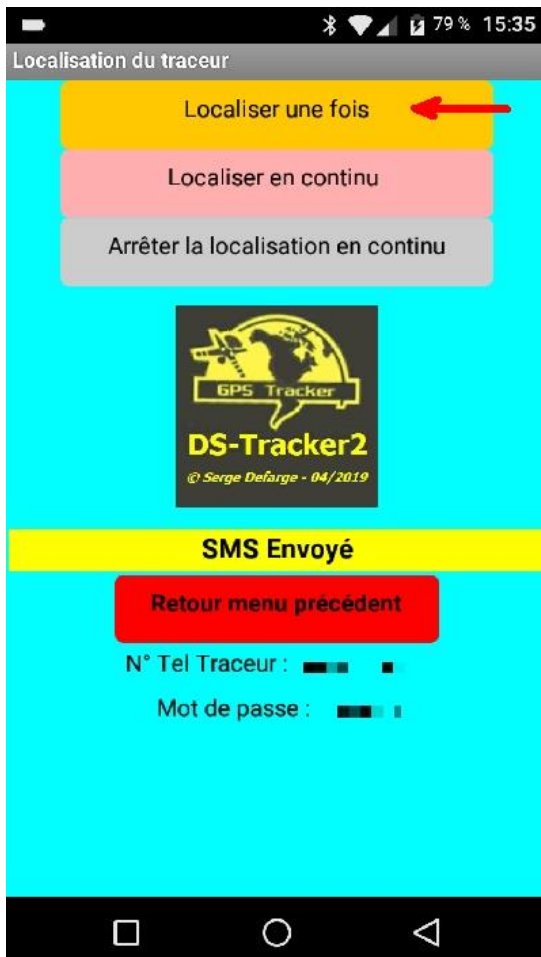 79 % 15:35
Localisation du traceur
Localiser une fois
Localiser en continu
Arrêter la localisation en continu
GPS Tracker
DS-Tracker2
© Serge Defarge - 04/2019
SMS Envoyé
Retour menu précédent
N° Tel Traceur :
Mot de passe :